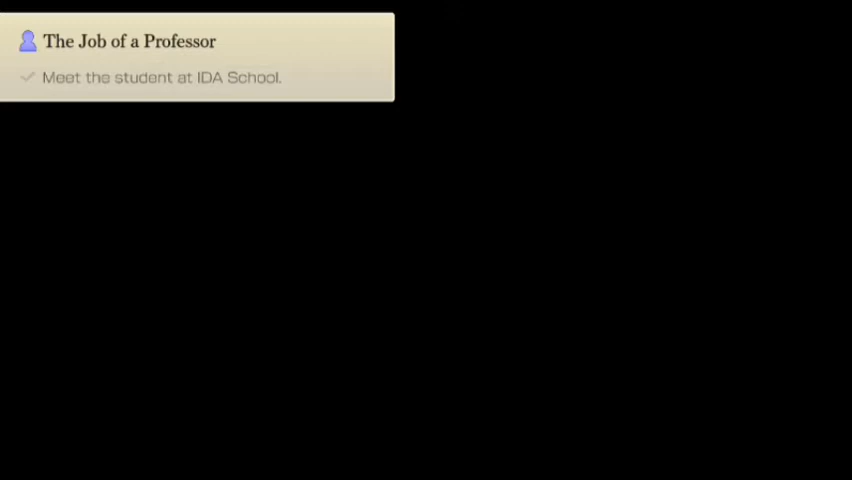 The Job of a Professor
Meet the student at IDA School.